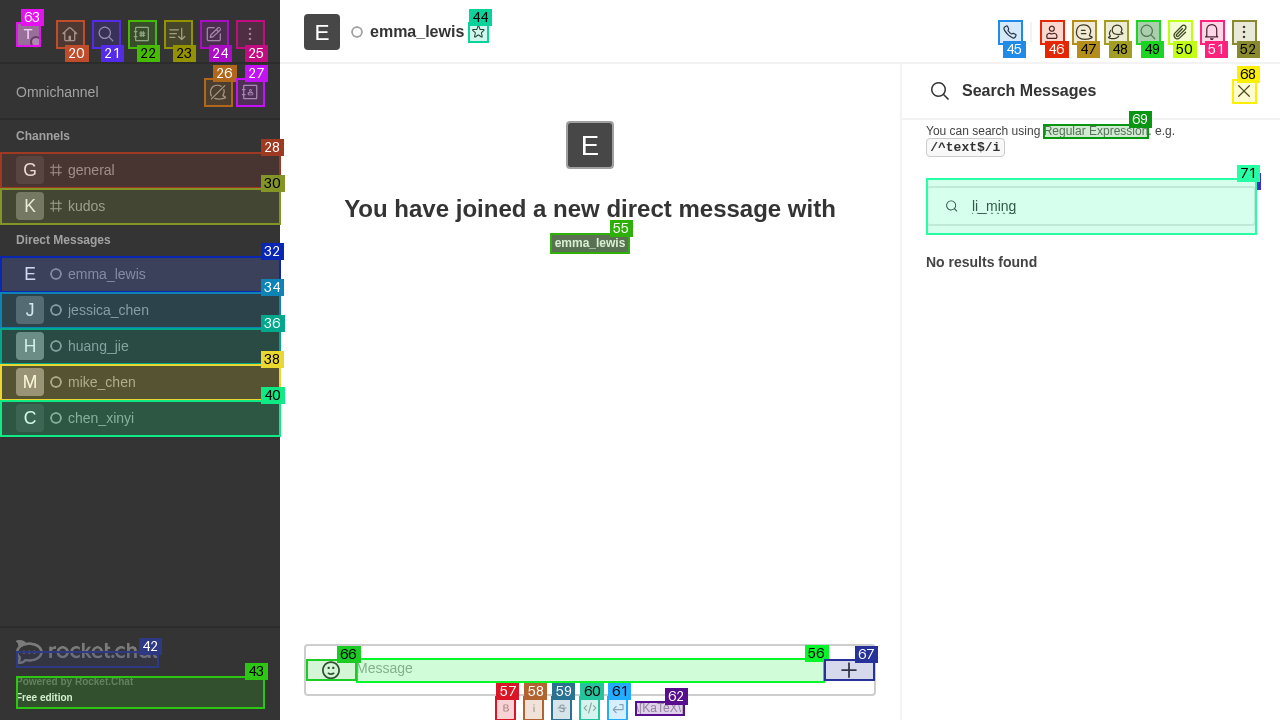 63
T
20
21
22
23
24
25
26
27
Omnichannel
Channels
28
G general
30
K kudos
Direct Messages
32
E emma_lewis
34
J jessica_chen
36
H huang_jie
38
M mike_chen
40
C chen_xinyi
42
rocket.chat
43
Powered by Rocket.Chat
Free edition
E emma_lewis
44
45
46
47
48
49
50
51
52
E
You have joined a new direct message with
55
emma_lewis
66
Message
56
67
57
58
59
60
61
62
B
i
S
</>
\[KaTeX\]
Search Messages
68
69
You can search using Regular Expression. e.g.
/^text$/i
71
li_ming
No results found